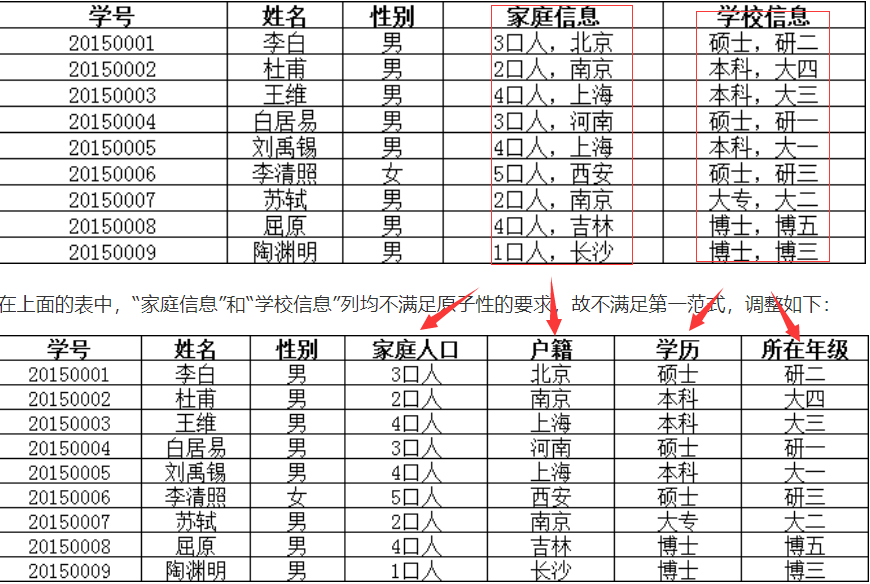 学号 姓名 性别 家庭信息 学校信息
20150001 李白 男 3口人，北京 硕士，研二
20150002 杜甫 男 2口人，南京 本科，大四
20150003 王维 男 4口人，上海 本科，大三
20150004 白居易 男 3口人，河南 硕士，研一
20150005 刘禹锡 男 4口人，上海 本科，大一
20150006 李清照 女 5口人，西安 硕士，研三
20150007 苏轼 男 2口人，南京 大专，大二
20150008 屈原 男 4口人，吉林 博士，博五
20150009 陶渊明 男 1口人，长沙 博士，博三
在上面的表中，“家庭信息”和“学校信息”列均不满足原子性的要求，故不满足第一范式，调整如下：
学号 姓名 性别 家庭人口 户籍 学历 所在年级
20150001 李白 男 3口人 北京 硕士 研二
20150002 杜甫 男 2口人 南京 本科 大四
20150003 王维 男 4口人 上海 本科 大三
20150004 白居易 男 3口人 河南 硕士 研一
20150005 刘禹锡 男 4口人 上海 本科 大一
20150006 李清照 女 5口人 西安 硕士 研三
20150007 苏轼 男 2口人 南京 大专 大二
20150008 屈原 男 4口人 吉林 博士 博五
20150009 陶渊明 男 1口人 长沙 博士 博三